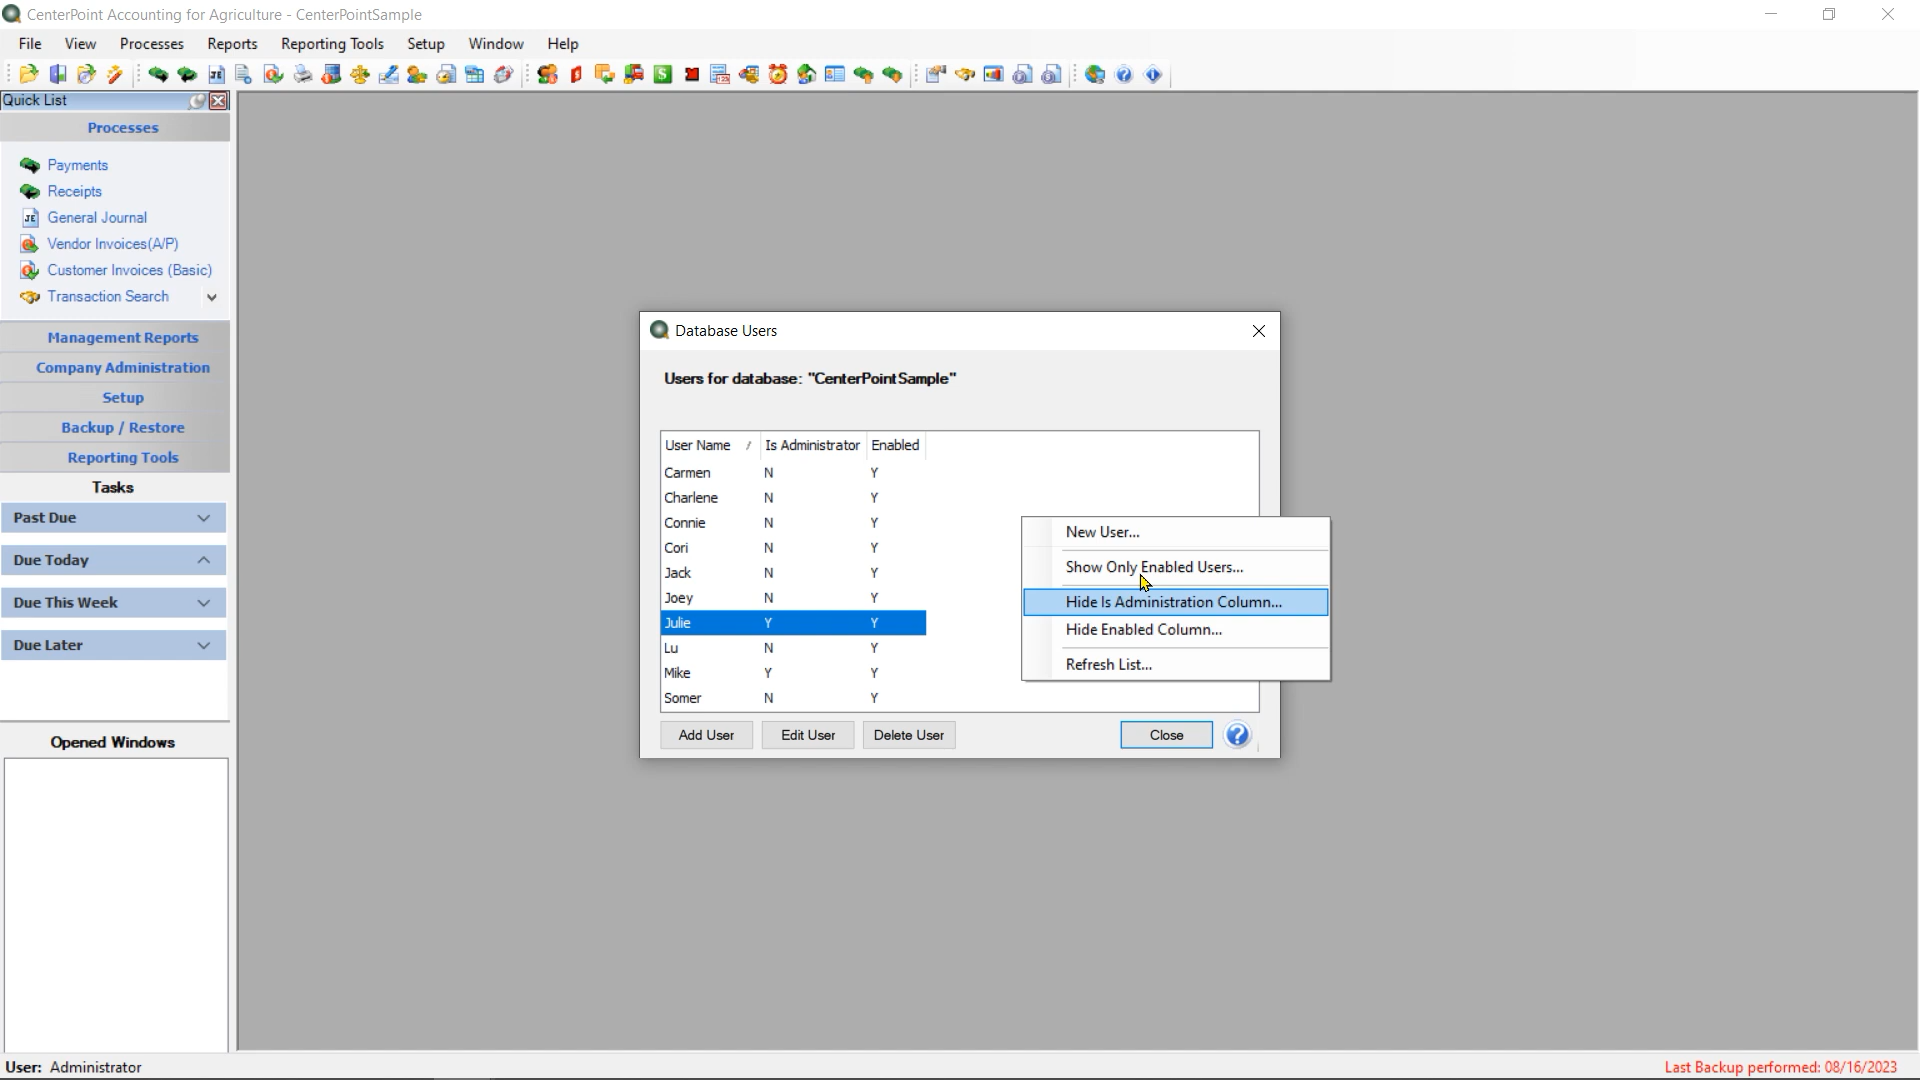 CenterPoint Accounting for Agriculture - CenterPointSample
File View Processes Reports Reporting Tools Setup Window Help
Quick List
Processes
Payments
Receipts
General Journal
Vendor Invoices(A/P)
Customer Invoices (Basic)
Transaction Search
Management Reports
Company Administration
Setup
Backup / Restore
Reporting Tools
Tasks
Past Due
Due Today
Due This Week
Due Later
Opened Windows
Database Users
Users for database: "CenterPointSample"
User Name / Is Administrator Enabled
Carmen N Y
Charlene N Y
Connie N Y
Cori N Y
Jack N Y
Joey N Y
Julie Y Y
Lu N Y
Mike Y Y
Somer N Y
New User...
Show Only Enabled Users...
Hide Is Administration Column...
Hide Enabled Column...
Refresh List...
Add User Edit User Delete User Close
User: Administrator
Last Backup performed: 08/16/2023